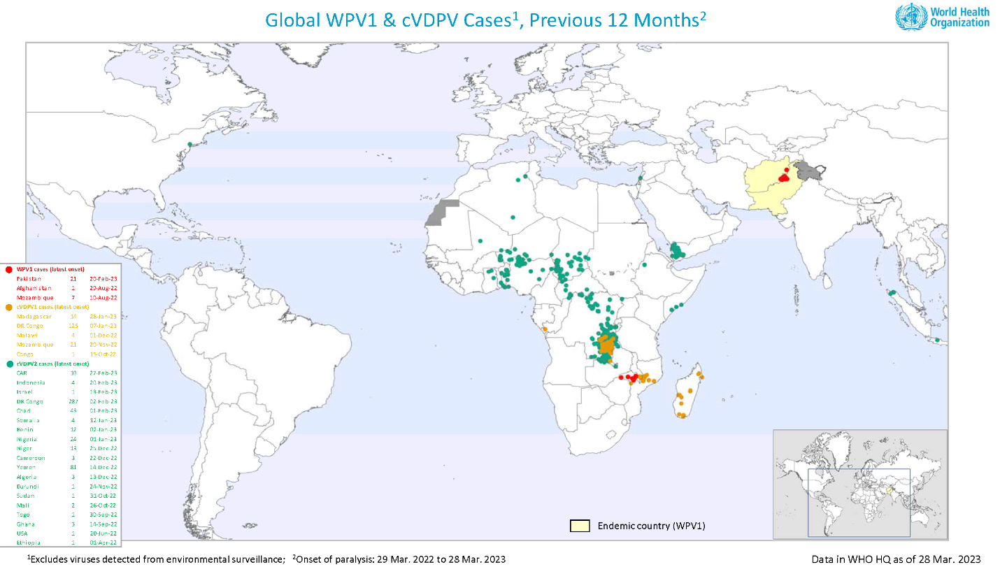 Global WPV1 & cVDPV Cases¹, Previous 12 Months²
World Health
Organization
WPV1 cases (latest onset)
Pakistan 21 20-Feb-23
Afghanistan 1 29-Aug-22
Mozambique 7 10-Aug-22
cVDPV1 cases (latest onset)
Madagascar 14 28-Jan-23
DR Congo 125 07-Jan-23
Malawi 4 01-Dec-22
Mozambique 21 20-Nov-22
Congo 1 15-Oct-22
cVDPV2 cases (latest onset)
CAR 10 27-Feb-23
Indonesia 4 20-Feb-23
Israel 1 13-Feb-23
DR Congo 287 02-Feb-23
Chad 43 01-Feb-23
Somalia 4 12-Jan-23
Benin 12 02-Jan-23
Nigeria 24 01-Jan-23
Niger 13 25-Dec-22
Cameroon 3 22-Dec-22
Yemen 81 14-Dec-22
Algeria 3 13-Dec-22
Burundi 1 24-Nov-22
Sudan 1 31-Oct-22
Mali 2 26-Oct-22
Togo 1 30-Sep-22
Ghana 3 14-Sep-22
USA 1 20-Jun-22
Ethiopia 1 01-Apr-22
Endemic country (WPV1)
¹Excludes viruses detected from environmental surveillance; ²Onset of paralysis: 29 Mar. 2022 to 28 Mar. 2023
Data in WHO HQ as of 28 Mar. 2023